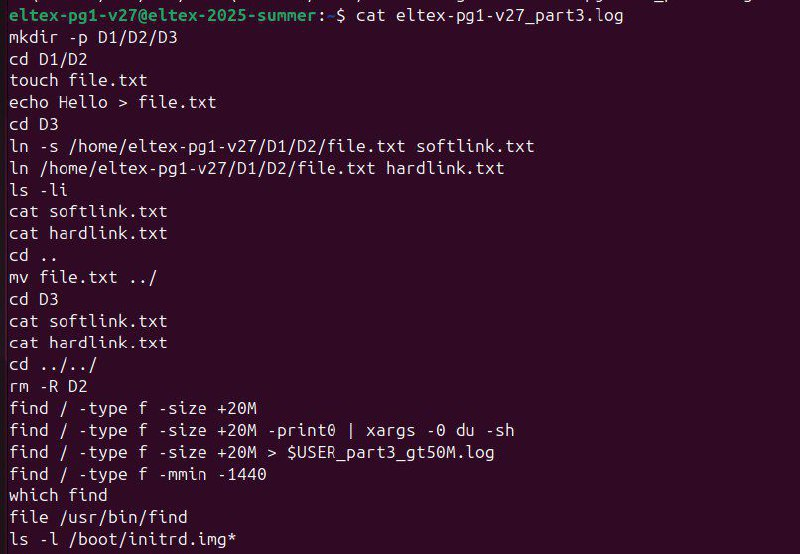 eltex-pg1-v27@eltex-2025-summer:~$ cat eltex-pg1-v27_part3.log
mkdir -p D1/D2/D3
cd D1/D2
touch file.txt
echo Hello > file.txt
cd D3
ln -s /home/eltex-pg1-v27/D1/D2/file.txt softlink.txt
ln /home/eltex-pg1-v27/D1/D2/file.txt hardlink.txt
ls -li
cat softlink.txt
cat hardlink.txt
cd ..
mv file.txt ../
cd D3
cat softlink.txt
cat hardlink.txt
cd ../../
rm -R D2
find / -type f -size +20M
find / -type f -size +20M -print0 | xargs -0 du -sh
find / -type f -size +20M > $USER_part3_gt50M.log
find / -type f -mmin -1440
which find
file /usr/bin/find
ls -l /boot/initrd.img*